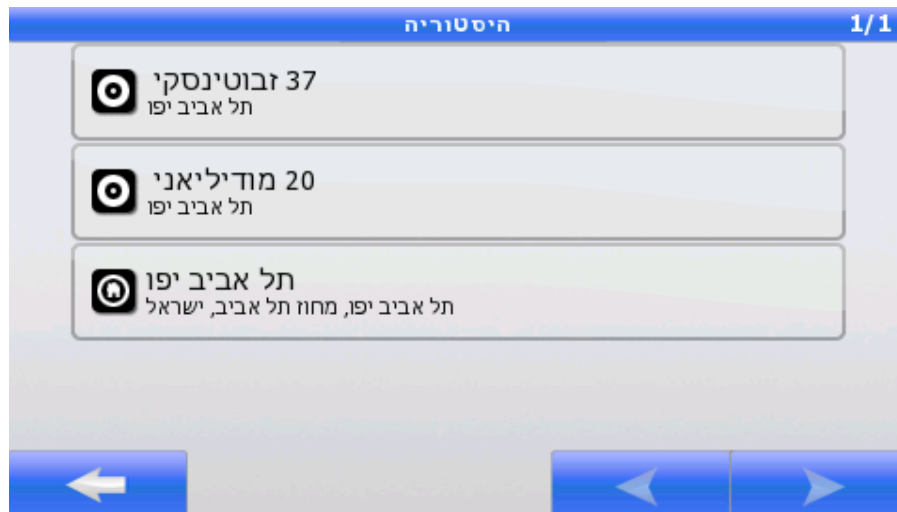 היסטוריה
1/1
37 זבוטינסקי
תל אביב יפו
20 מודיליאני
תל אביב יפו
תל אביב יפו
תל אביב יפו, מחוז תל אביב, ישראל